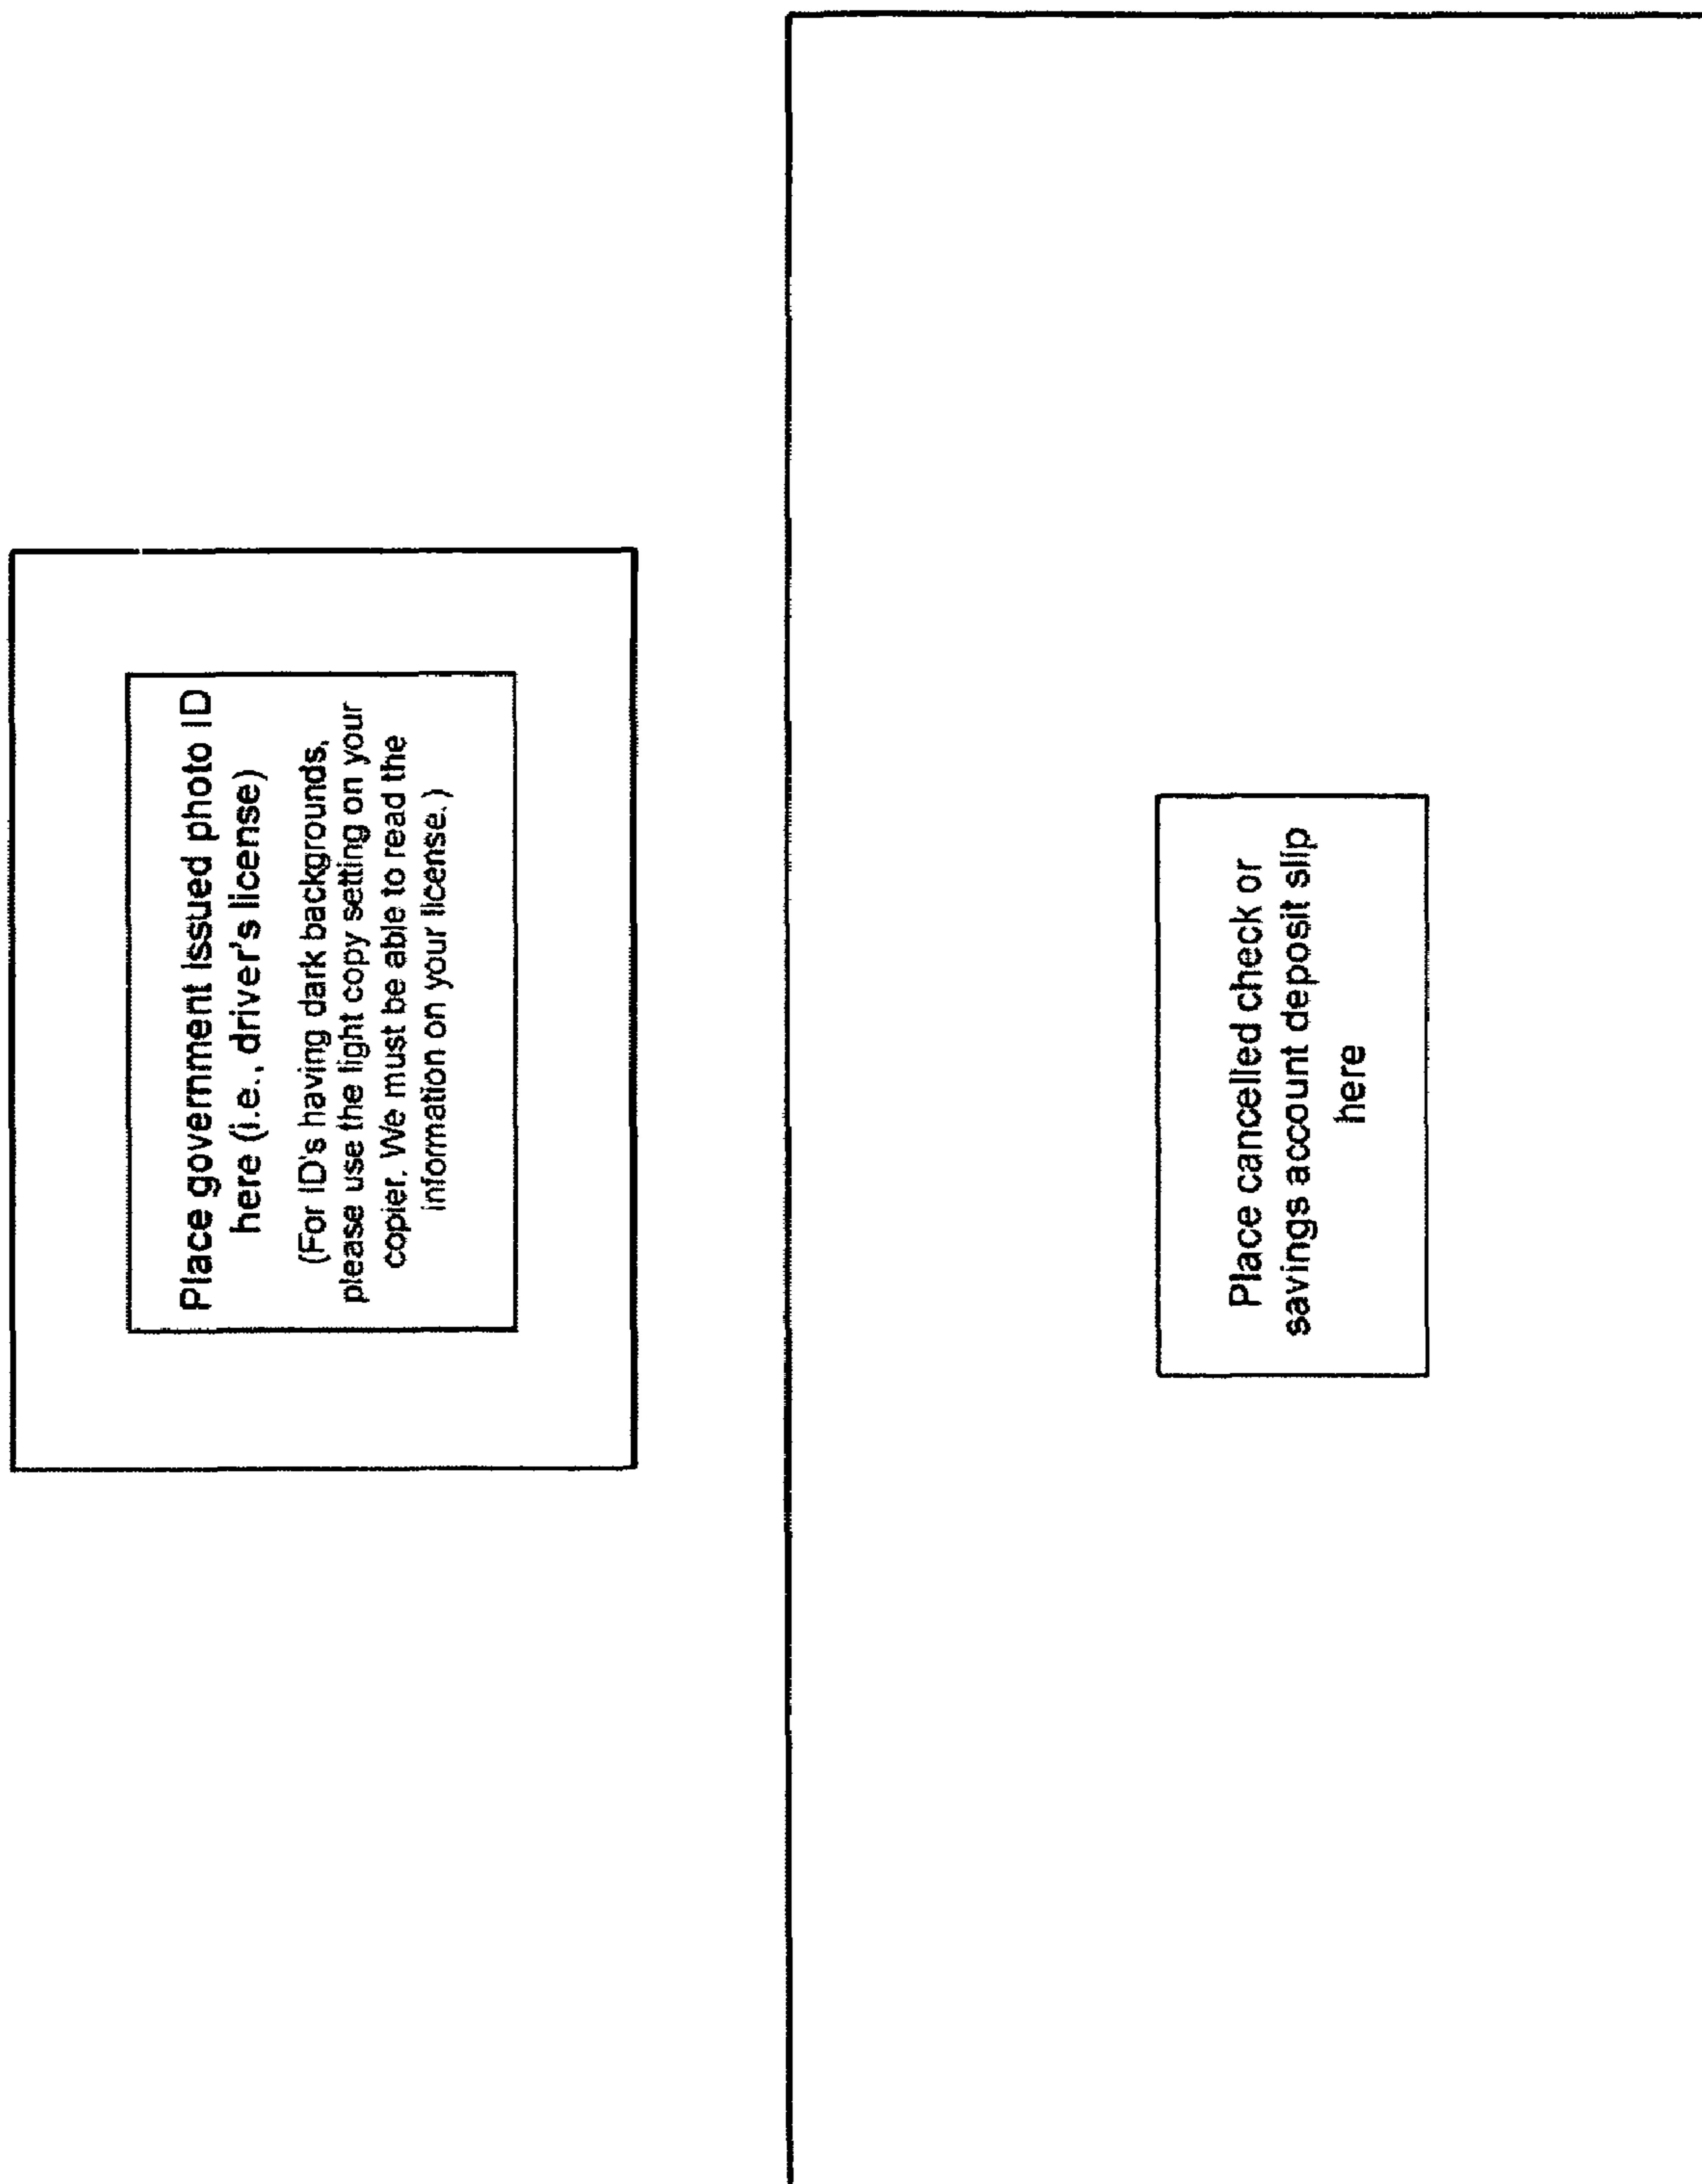 Place government issued photo ID
here (i.e., driver's license)
(For ID's having dark backgrounds,
please use the light copy setting on your
copier. We must be able to read the
information on your license.)
Place cancelled check or
savings account deposit slip
here